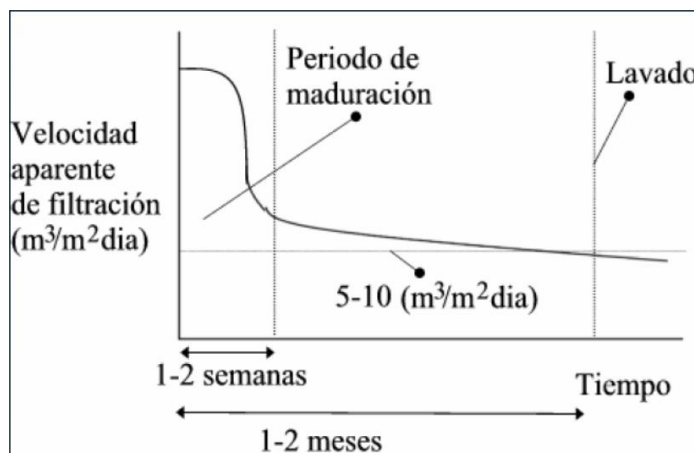 Periodo de
maduración
Lavado
Velocidad
aparente
de filtración
(m³/m²dia)
5-10 (m³/m²dia)
1-2 semanas
Tiempo
1-2 meses